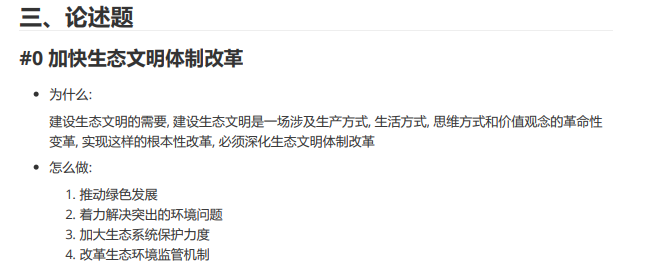 三、论述题
#0 加快生态文明体制改革
• 为什么:
建设生态文明的需要, 建设生态文明是一场涉及生产方式, 生活方式, 思维方式和价值观念的革命性
变革, 实现这样的根本性改革, 必须深化生态文明体制改革
• 怎么做:
1. 推动绿色发展
2. 着力解决突出的环境问题
3. 加大生态系统保护力度
4. 改革生态环境监管机制